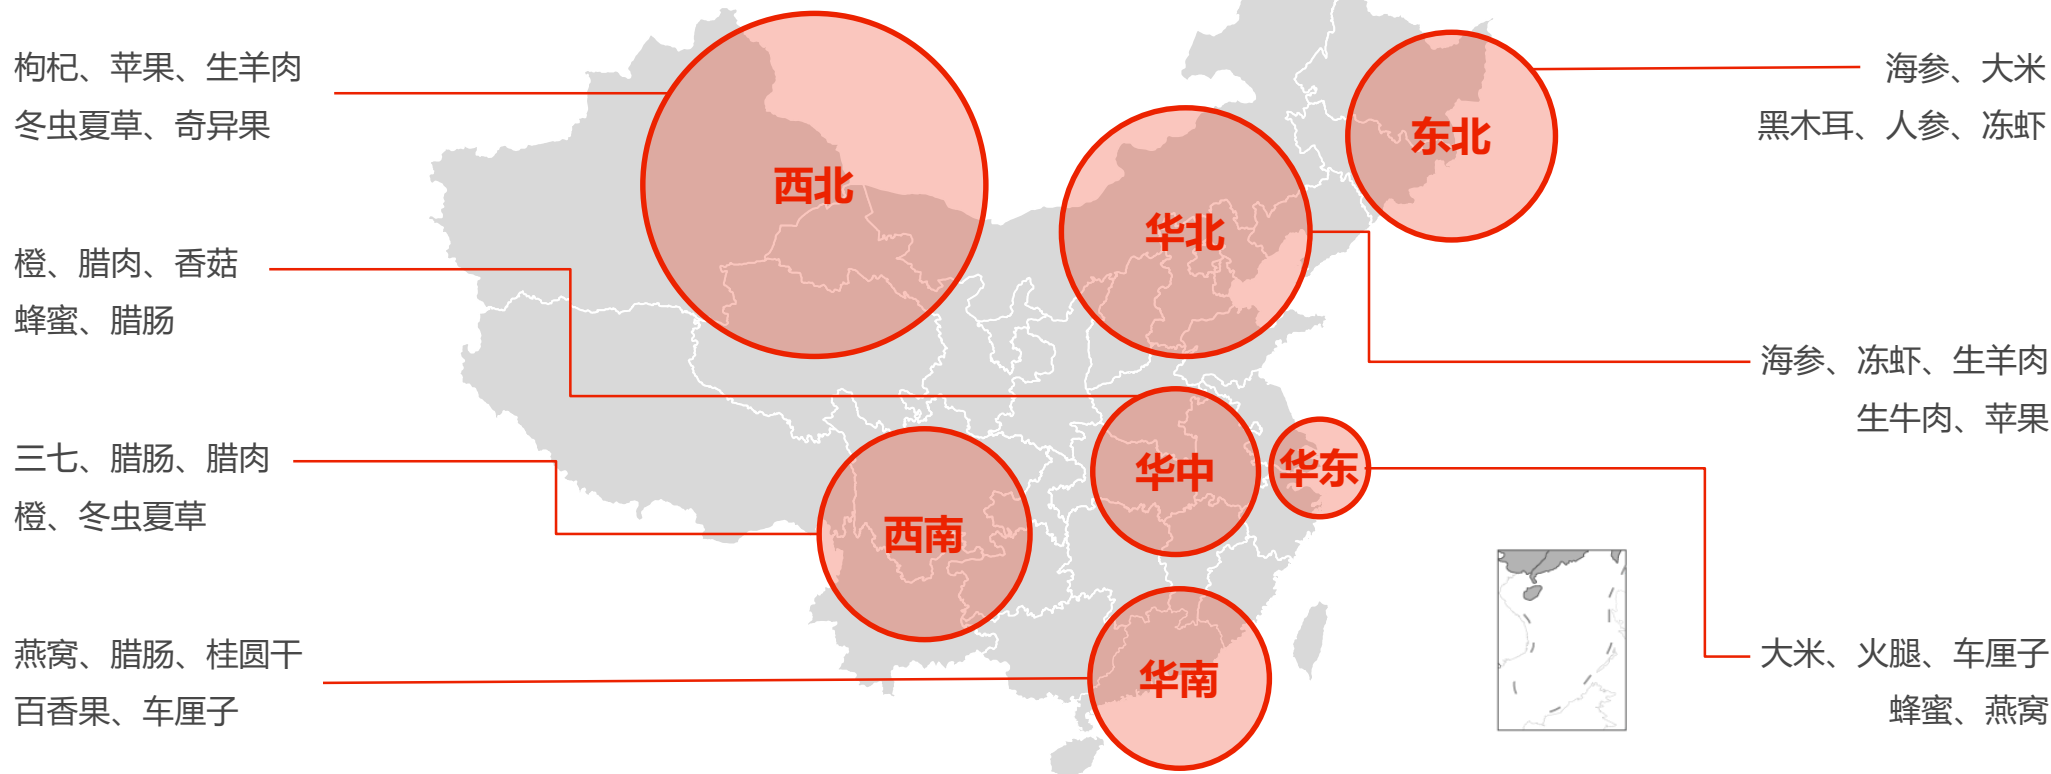 枸杞、苹果、生羊肉
冬虫夏草、奇异果
橙、腊肉、香菇
蜂蜜、腊肠
三七、腊肠、腊肉
橙、冬虫夏草
燕窝、腊肠、桂圆干
百香果、车厘子
西北
华北
东北
华中
华东
西南
华南
海参、大米
黑木耳、人参、冻虾
海参、冻虾、生羊肉
生牛肉、苹果
大米、火腿、车厘子
蜂蜜、燕窝